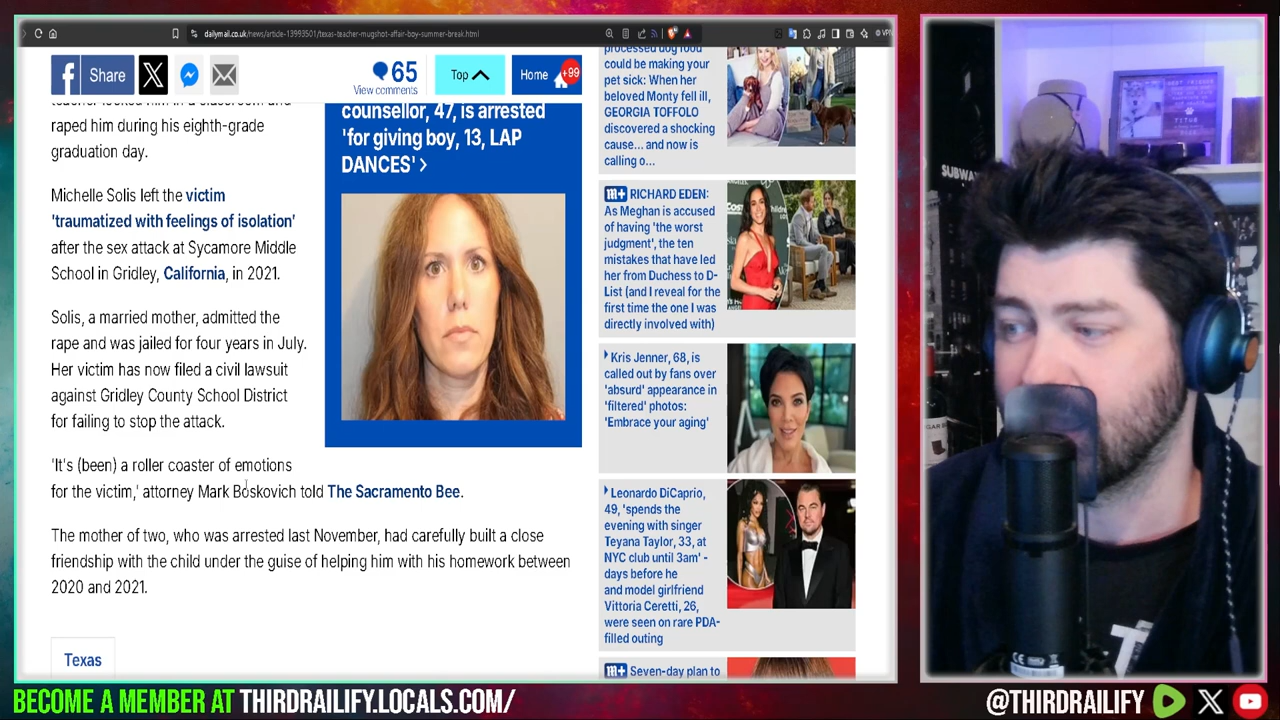 dailymail.co.uk/news/article-13993501/texas-teacher-mugshot-affair-boy-summer-break.html
VPN
Share
65
View comments
Top
Home
+99
raped him during his eighth-grade
graduation day.
Michelle Solis left the victim
'traumatized with feelings of isolation'
after the sex attack at Sycamore Middle
School in Gridley, California, in 2021.
Solis, a married mother, admitted the
rape and was jailed for four years in July.
Her victim has now filed a civil lawsuit
against Gridley County School District
for failing to stop the attack.
'It's (been) a roller coaster of emotions
for the victim,' attorney Mark Boskovich told The Sacramento Bee.
The mother of two, who was arrested last November, had carefully built a close
friendship with the child under the guise of helping him with his homework between
2020 and 2021.
Texas
counsellor, 47, is arrested
'for giving boy, 13, LAP
DANCES' >
processed dog food
could be making your
pet sick: When her
beloved Monty fell ill,
GEORGIA TOFFOLO
discovered a shocking
cause... and now is
calling o...
m+ RICHARD EDEN:
As Meghan is accused
of having 'the worst
judgment', the ten
mistakes that have led
her from Duchess to D-
List (and I reveal for the
first time the one I was
directly involved with)
Kris Jenner, 68, is
called out by fans over
'absurd' appearance in
'filtered' photos:
'Embrace your aging'
Leonardo DiCaprio,
49, 'spends the
evening with singer
Teyana Taylor, 33, at
NYC club until 3am' -
days before he
and model girlfriend
Vittoria Ceretti, 26,
were seen on rare PDA-
filled outing
m+ Seven-day plan to
SUBWAY
BECOME A MEMBER AT THIRDRAILIFY.LOCALS.COM/
@THIRDRAILIFY